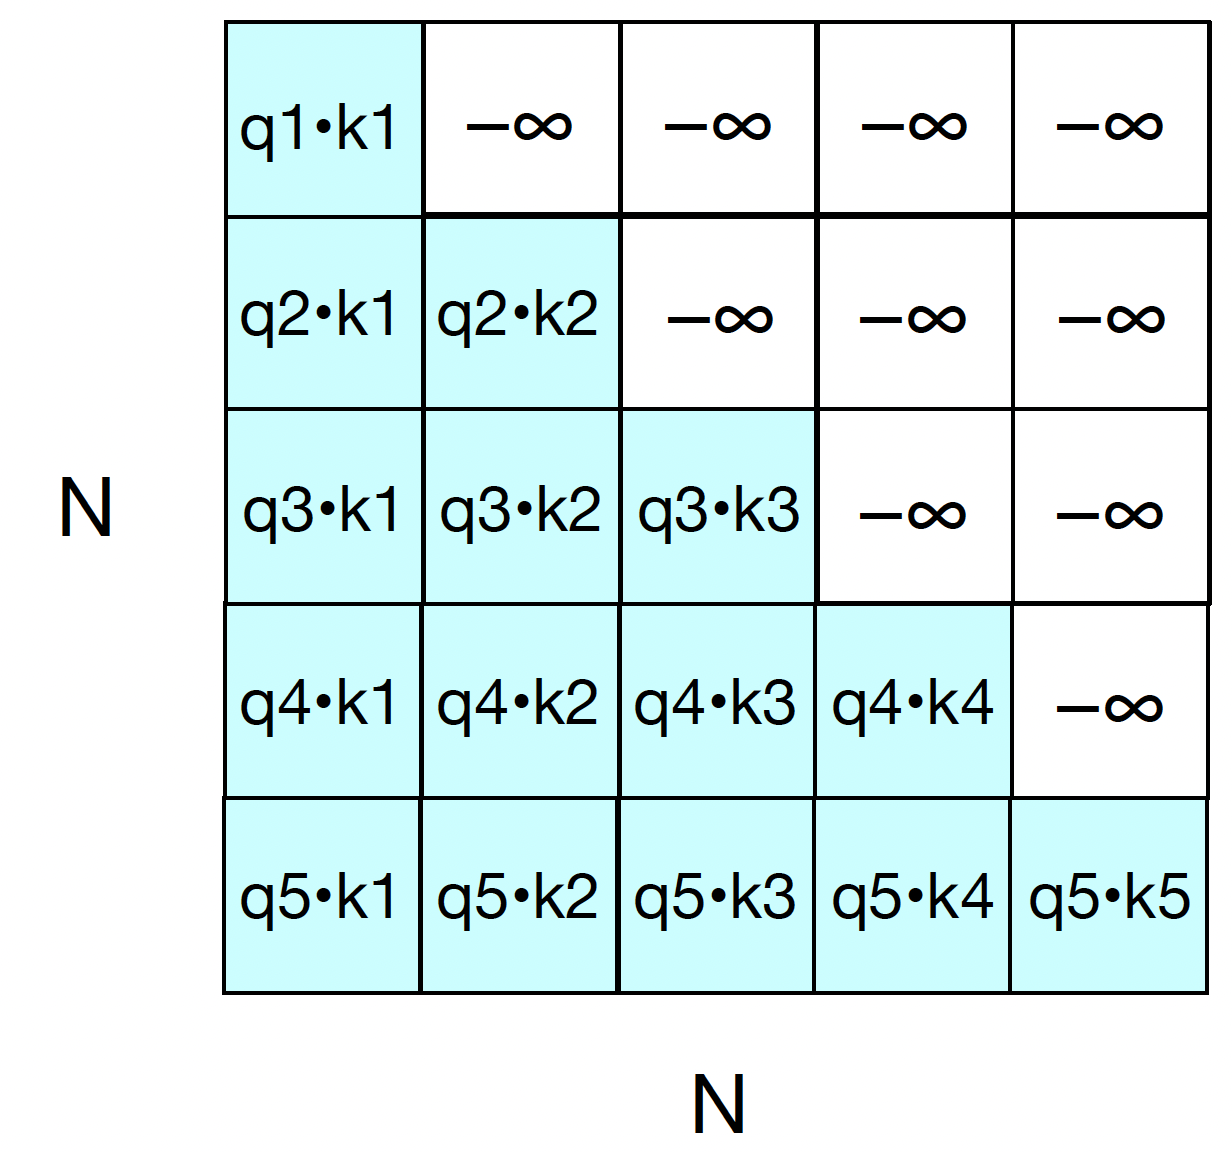 q1•k1 −∞ −∞ −∞ −∞
q2•k1 q2•k2 −∞ −∞ −∞
N
q3•k1 q3•k2 q3•k3 −∞ −∞
q4•k1 q4•k2 q4•k3 q4•k4 −∞
q5•k1 q5•k2 q5•k3 q5•k4 q5•k5
N